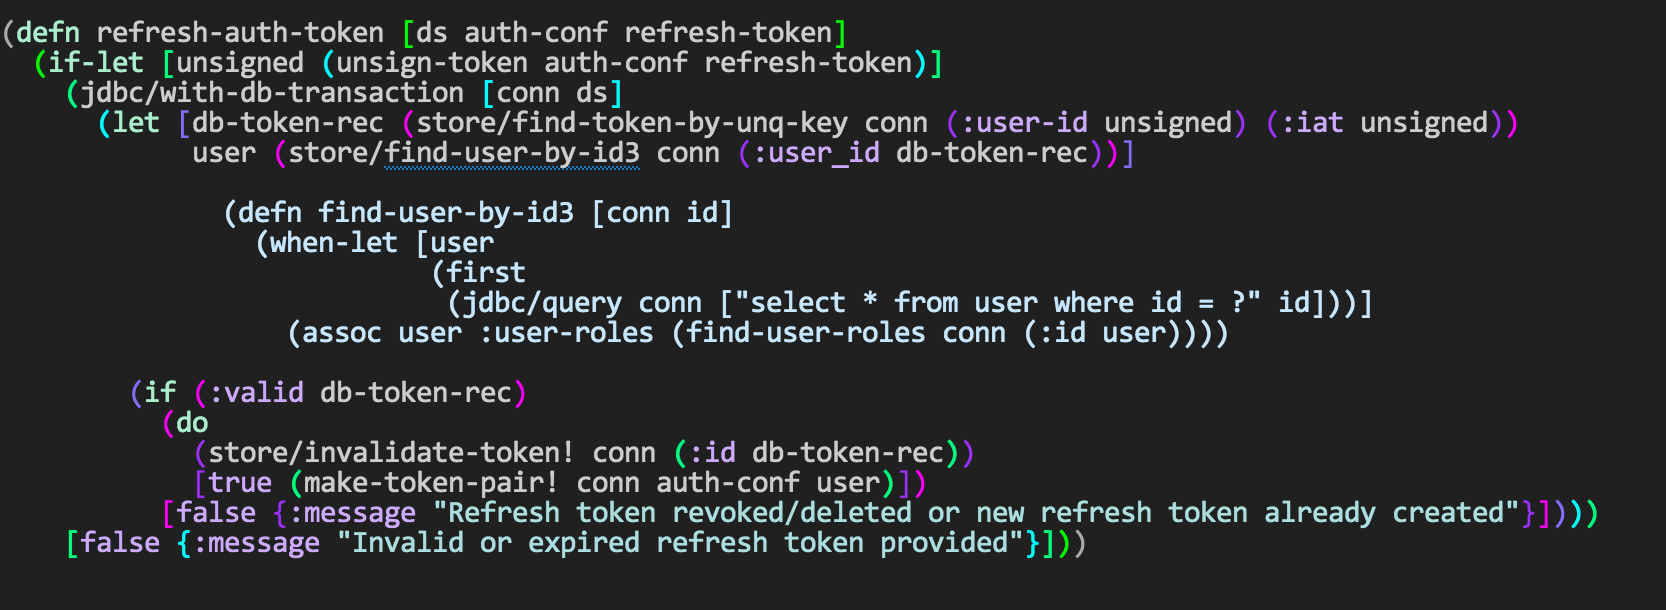 (defn refresh-auth-token [ds auth-conf refresh-token]
  (if-let [unsigned (unsign-token auth-conf refresh-token)]
    (jdbc/with-db-transaction [conn ds]
      (let [db-token-rec (store/find-token-by-unq-key conn (:user-id unsigned) (:iat unsigned))
            user (store/find-user-by-id3 conn (:user_id db-token-rec))]
              (defn find-user-by-id3 [conn id]
                (when-let [user
                           (first
                            (jdbc/query conn ["select * from user where id = ?" id]))]
                  (assoc user :user-roles (find-user-roles conn (:id user))))
        (if (:valid db-token-rec)
          (do
            (store/invalidate-token! conn (:id db-token-rec))
            [true (make-token-pair! conn auth-conf user)])
          [false {:message "Refresh token revoked/deleted or new refresh token already created"}])))
    [false {:message "Invalid or expired refresh token provided"}]))